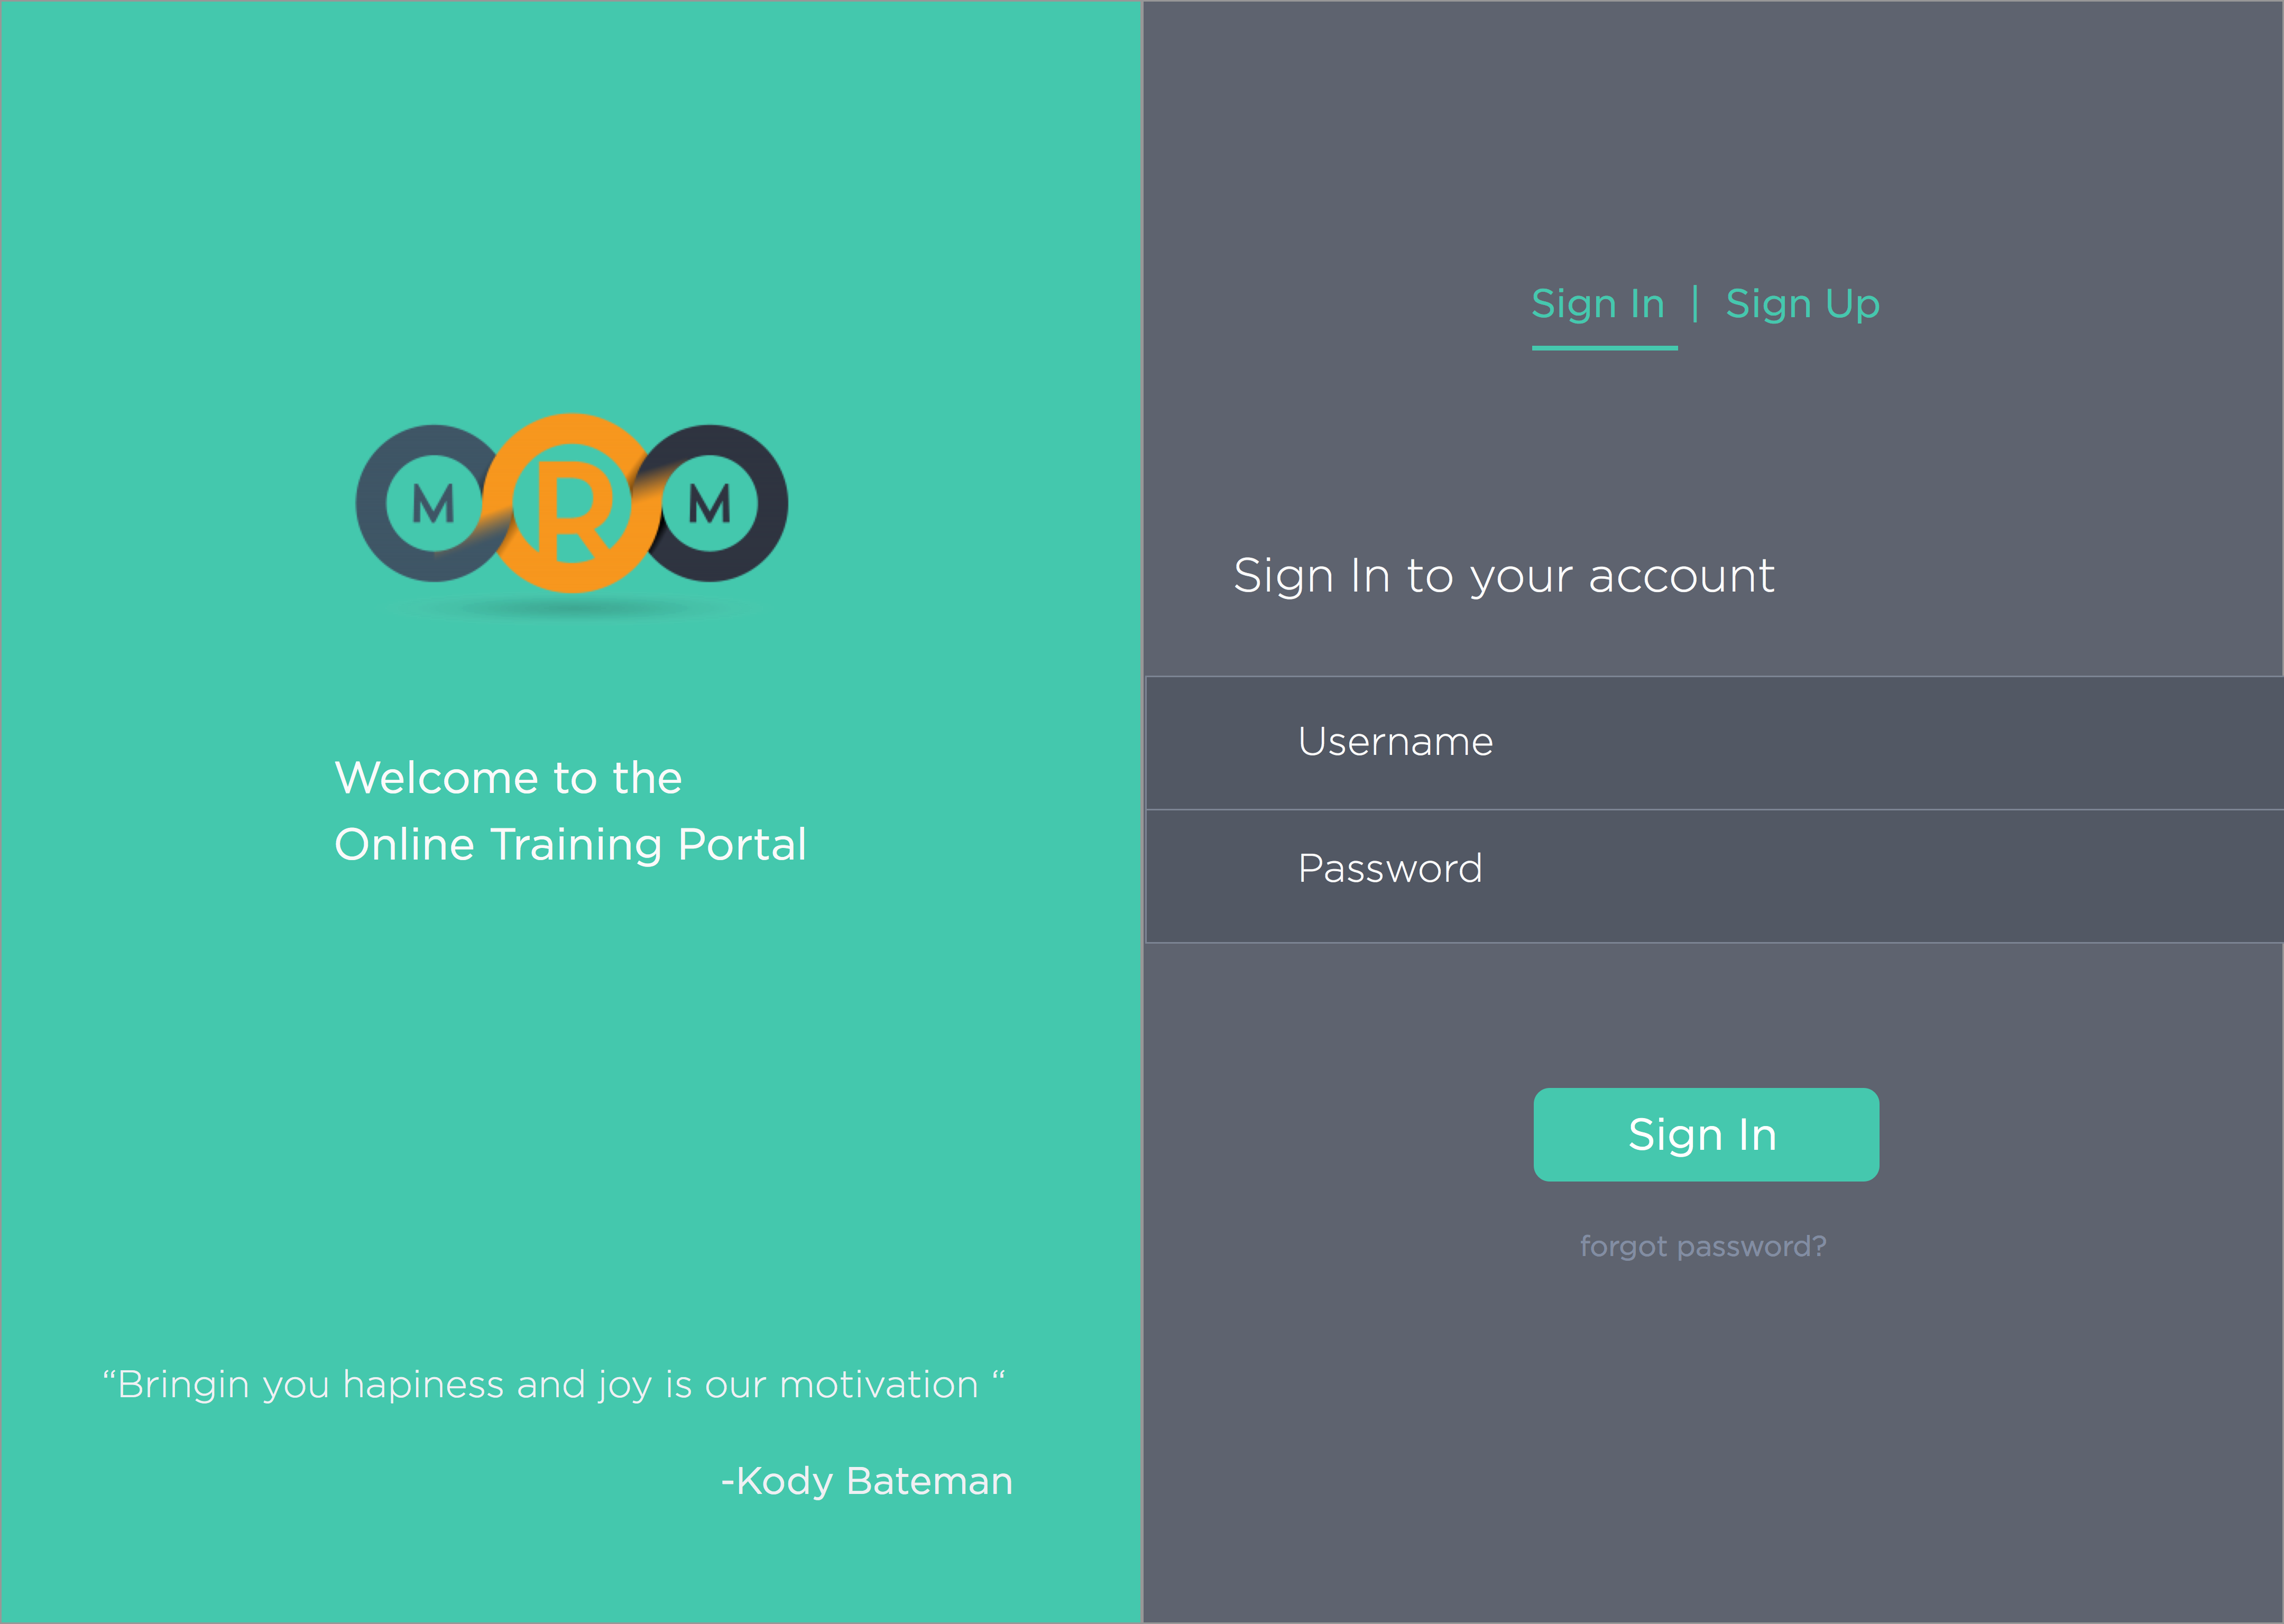 M R M
Welcome to the
Online Training Portal
“Bringin you hapiness and joy is our motivation “
-Kody Bateman
Sign In | Sign Up
Sign In to your account
Username
Password
Sign In
forgot password?